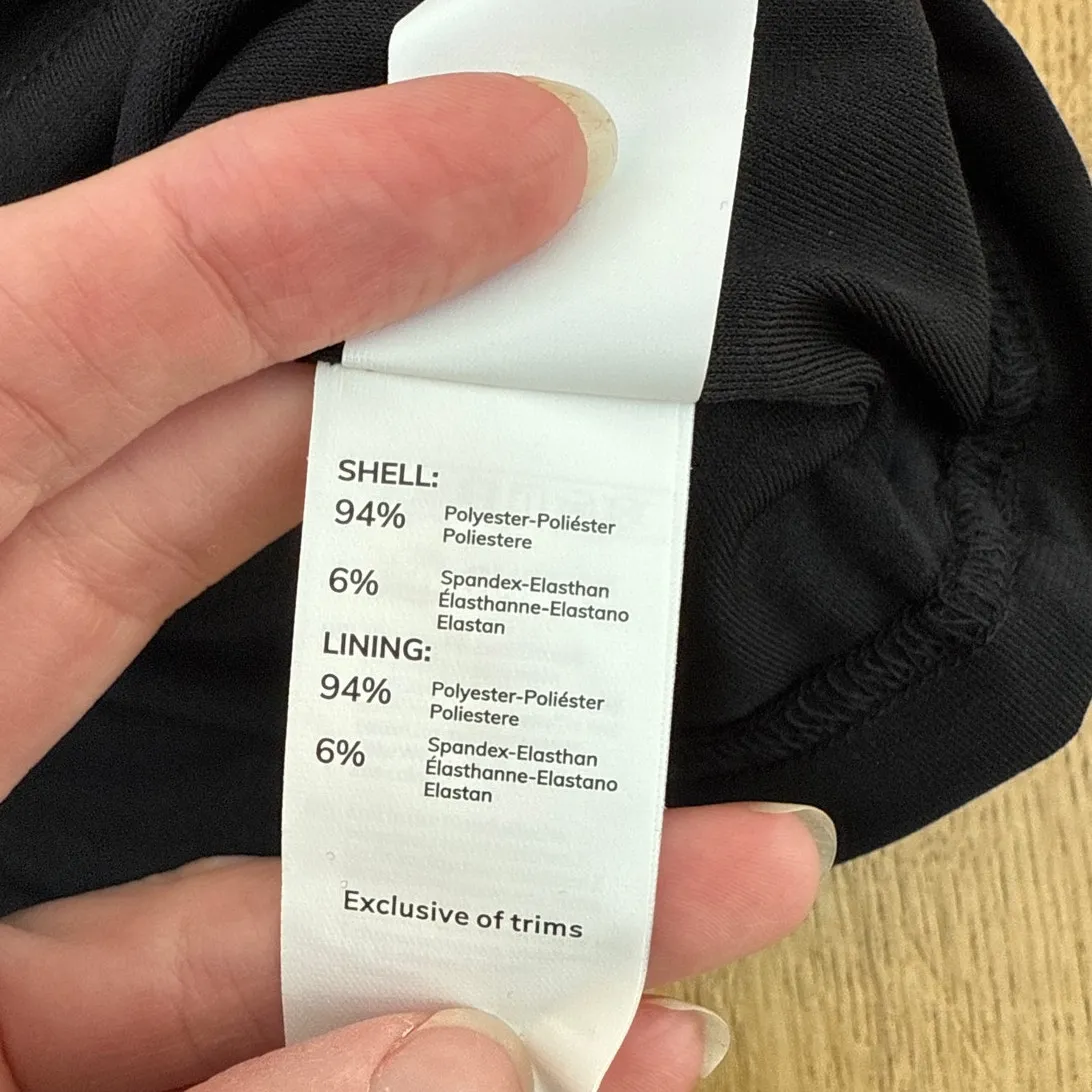 SHELL:
94% Polyester-Poliéster
Poliestere
6% Spandex-Elasthan
Élasthanne-Elastano
Elastan
LINING:
94% Polyester-Poliéster
Poliestere
6% Spandex-Elasthan
Élasthanne-Elastano
Elastan
Exclusive of trims